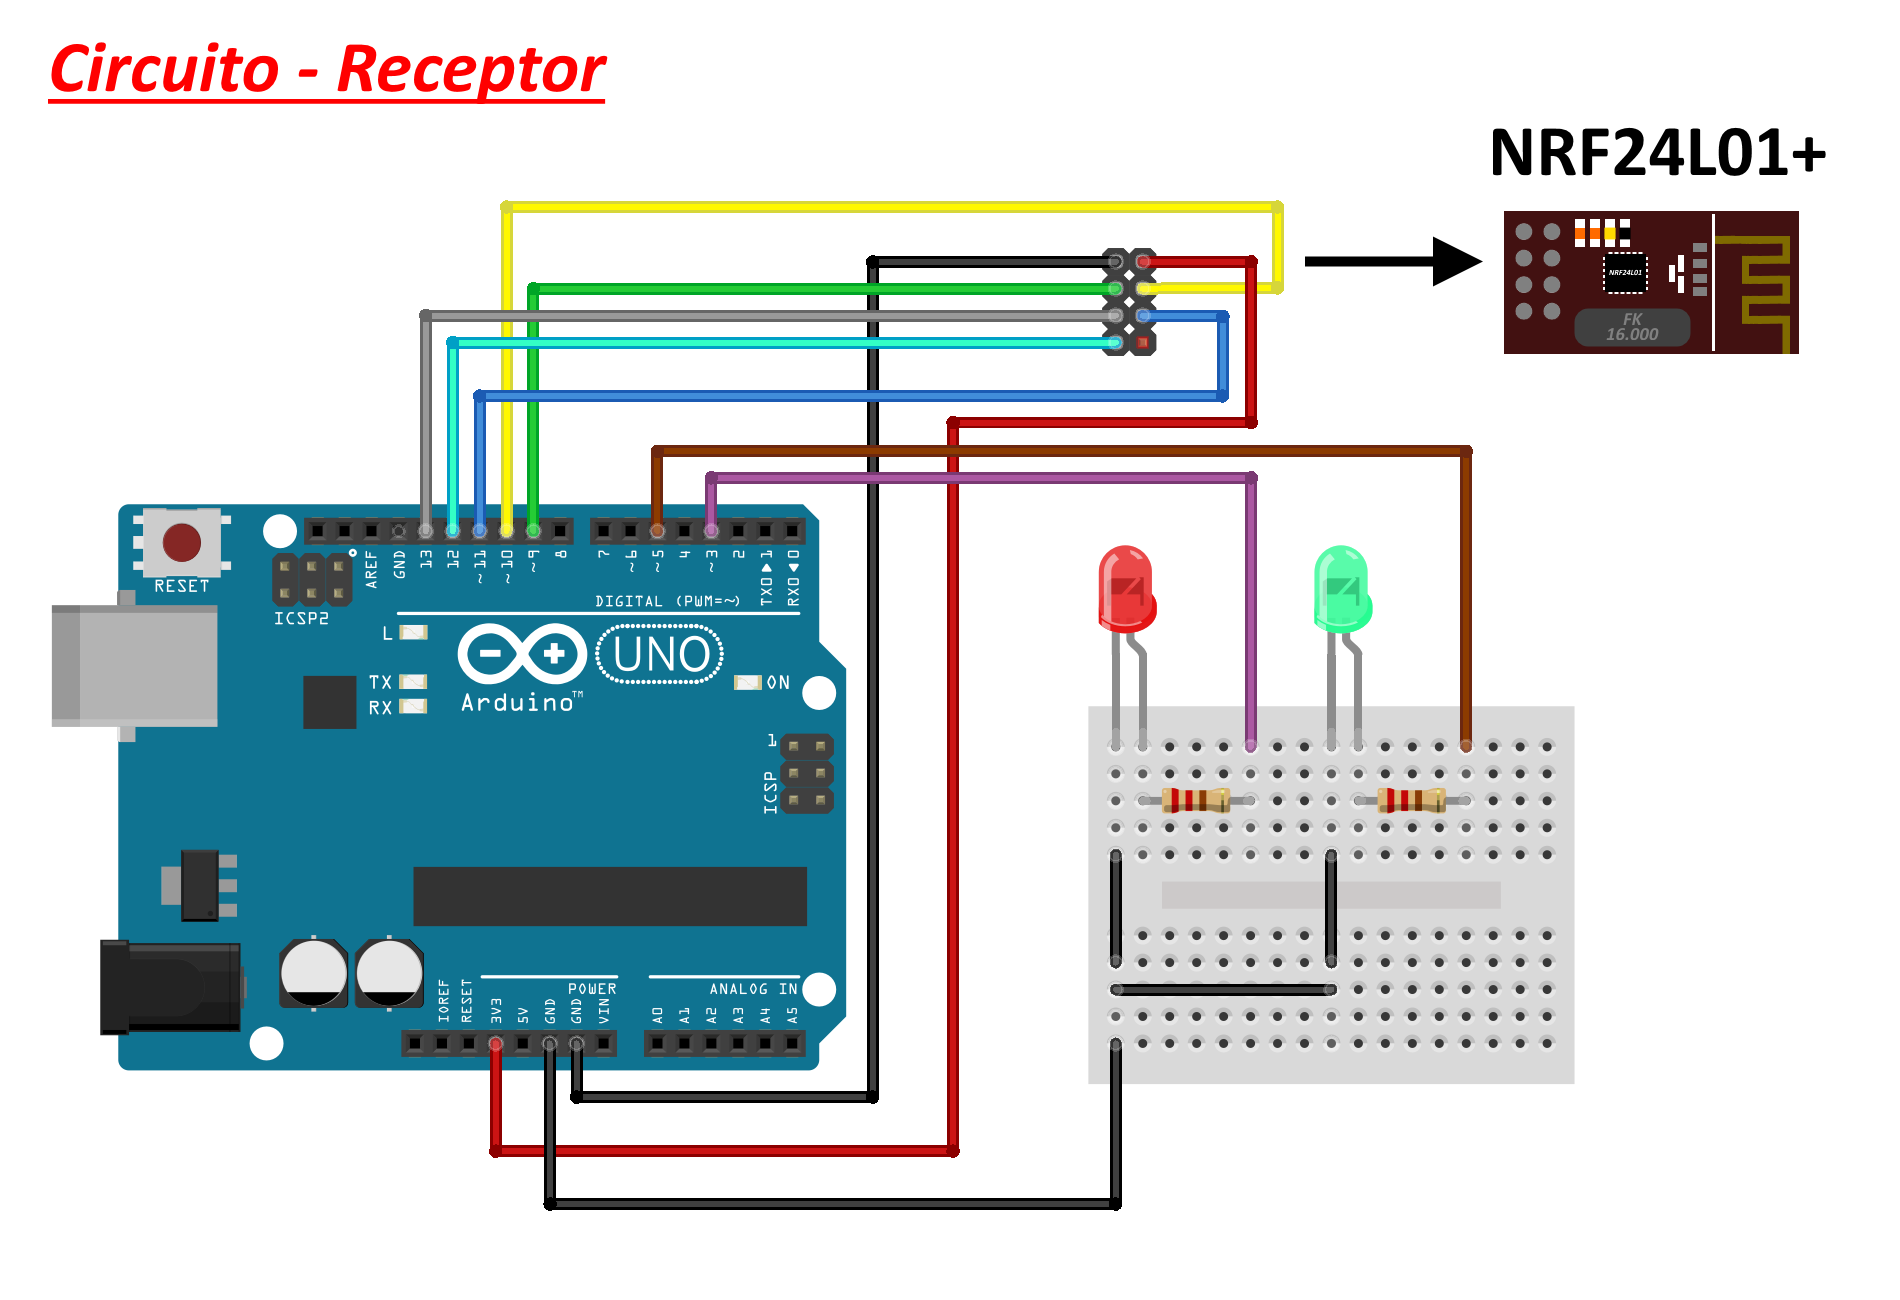 Circuito - Receptor
NRF24L01+
NRF24L01
FK
16.000
RESET
ICSP2
AREF
GND
13
12
~11
~10
~9
8
7
~6
~5
4
~3
2
TX0▶1
RX0◀0
DIGITAL (PWM=~)
L
TX
RX
Arduino™
UNO
ON
1
ICSP
IOREF
RESET
3V3
5V
GND
GND
VIN
POWER
ANALOG IN
A0
A1
A2
A3
A4
A5